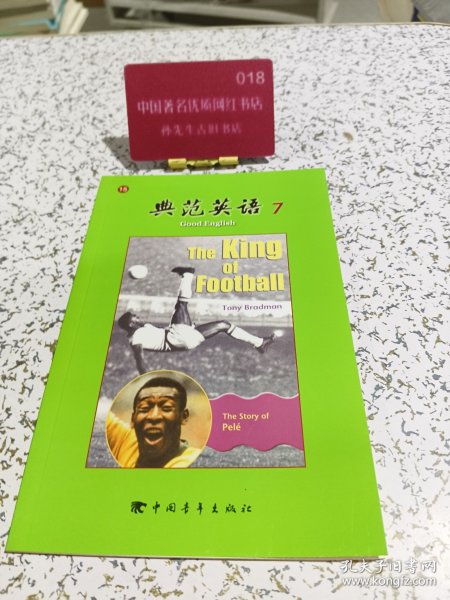 018
中国著名优质网红书店
孙先生古旧书店
16
典范英语 7
Good English
The King
of
Football
Tony Bradman
The Story of
Pelé
中国青年出版社
孔夫子旧书网
www.kongfz.com